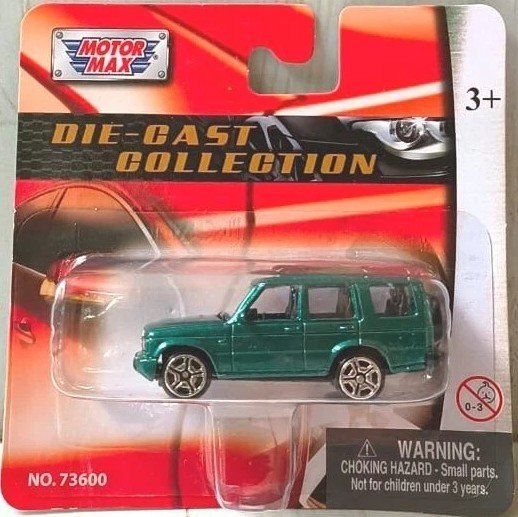 MOTOR
MAX
3+
DIE-CAST
COLLECTION
0-3
WARNING:
CHOKING HAZARD - Small parts.
Not for children under 3 years.
NO. 73600